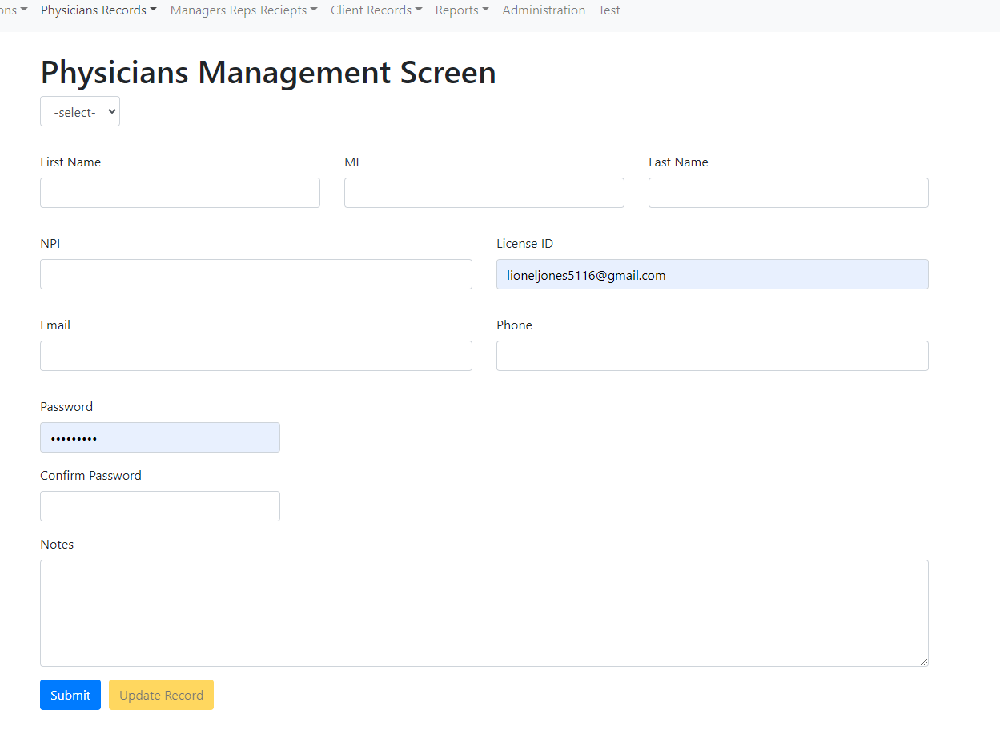 ons Physicians Records Managers Reps Reciepts Client Records Reports Administration Test
Physicians Management Screen
-select-
First Name MI Last Name
NPI License ID
lioneljones5116@gmail.com
Email Phone
Password
•••••••••
Confirm Password
Notes
Submit Update Record